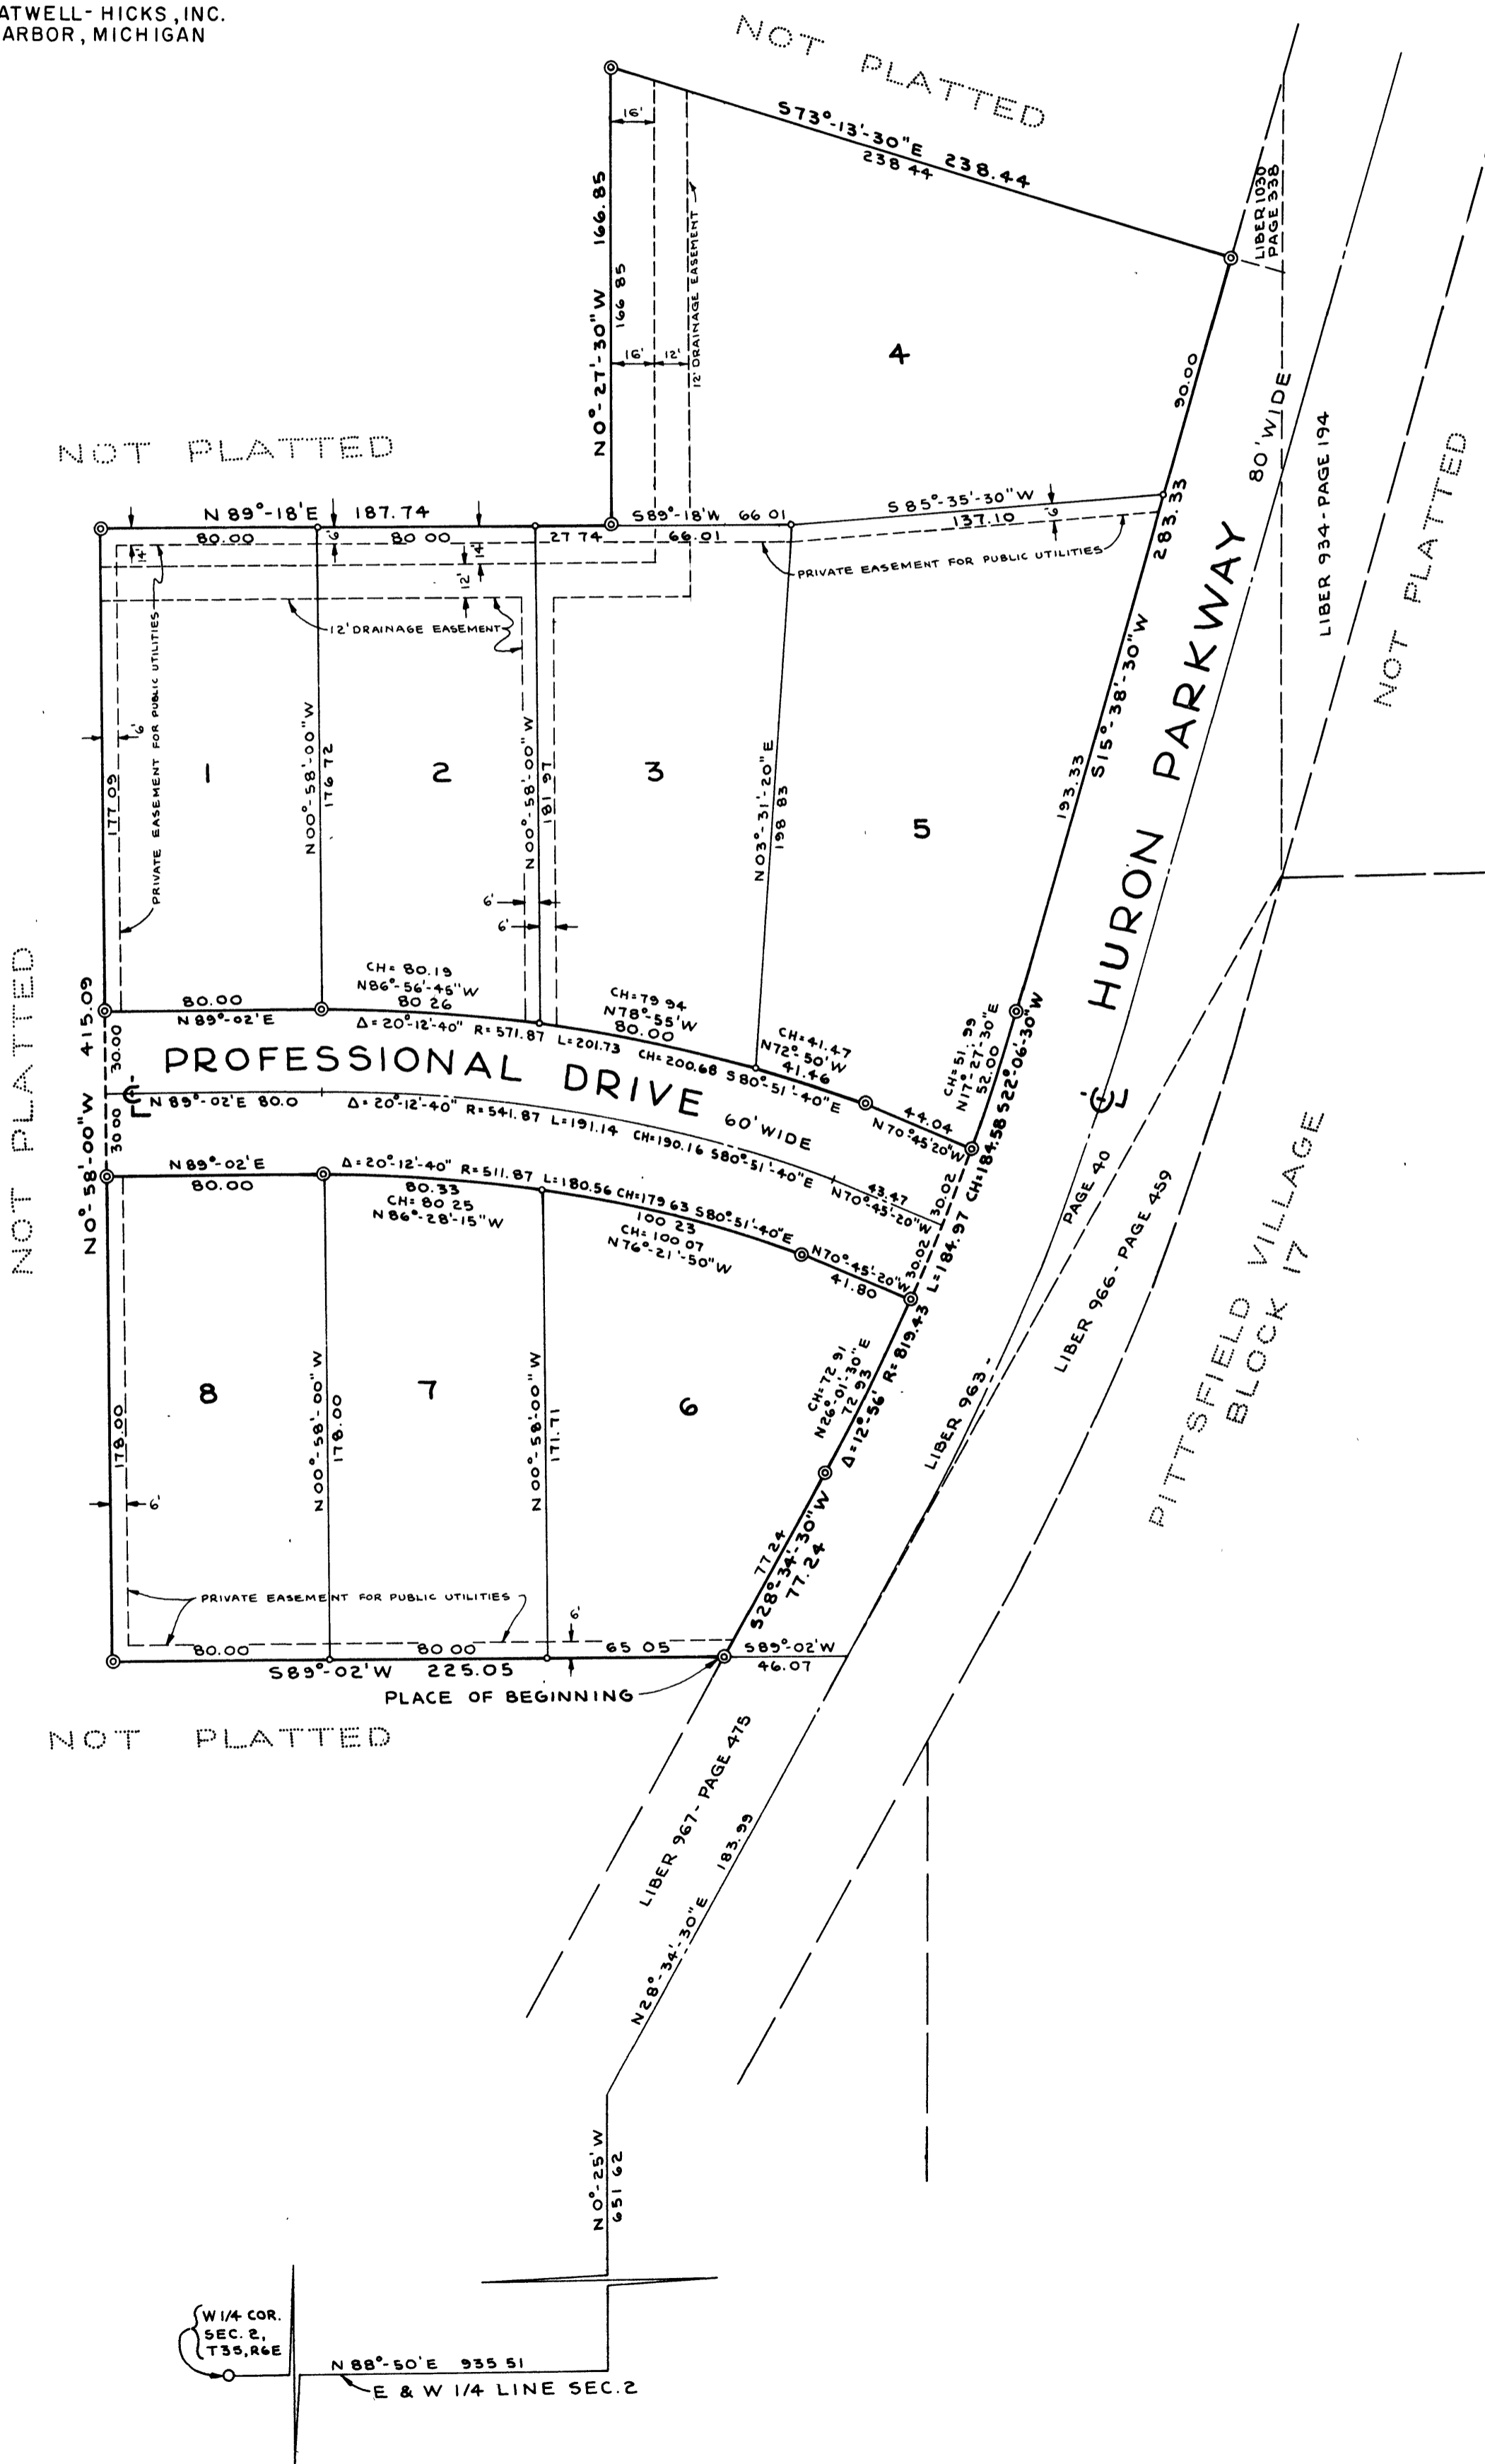 ATWELL-HICKS, INC.
ARBOR, MICHIGAN
NOT PLATTED
S73°-13'-30"E 238.44
238 44
16'
N0°-27'-30"W 166.85
166 85
16'
12'
12' DRAINAGE EASEMENT
4
LIBER 1030
PAGE 338
90.00
80' WIDE
LIBER 934-PAGE 194
NOT PLATTED
NOT PLATTED
N 89°-18'E 187.74
80.00
80 00
27 74
S89°-18'W 66 01
66.01
S 85°-35'-30"W
137.10
6'
6'
14'
14'
12'
283.33
PRIVATE EASEMENT FOR PUBLIC UTILITIES
12' DRAINAGE EASEMENT
PRIVATE EASEMENT FOR PUBLIC UTILITIES
6'
177.09
1
N00°-58'-00"W
176 72
2
N00°-58'-00"W
181 97
3
N03°-31'-20"E
198 83
5
193.33
S15°-38'-30"W
HURON PARKWAY
6'
6'
NOT PLATTED
N0°-58'-00"W 415.09
80.00
N 89°-02'E
CH= 80.19
N86°-56'-46"W
80 26
Δ=20°-12'-40" R=571.87 L=201.73 CH=200.68 S80°-51'-40"E
CH=79 94
N78°-55'W
80.00
CH=41.47
N72°-50'W
41.46
44.04
N70°-45'20"W
CH=51.99
N17°-27'-30"E
52.00
30.00
30 00
PROFESSIONAL DRIVE
60' WIDE
CL
N 89°-02'E 80.0
Δ=20°-12'-40" R=541.87 L=191.14 CH=190.16 S80°-51'-40"E
43.47
N70°-45'-20"W
30.02
30.02
Δ=12°-56' R=819.43 L=184.97 CH=184.58 S22°-06'-30"W
CL
N89°-02'E
80.00
Δ=20°-12'-40" R=511.87 L=180.56 CH=179 63 S80°-51'-40"E
80.33
CH= 80 25
N86°-28'-15"W
100 23
CH= 100 07
N76°-21'-50"W
N70°-45'-20"W
41.80
CH=72 91
N26°-01'-30"E
72 93
LIBER 963 - PAGE 40
LIBER 966-PAGE 459
PITTSFIELD VILLAGE
BLOCK 17
178.00
8
N00°-58'-00"W
178.00
7
N00°-58'-00"W
171.71
6
6'
77 24
S28°-34'-30"W
77.24
PRIVATE EASEMENT FOR PUBLIC UTILITIES
6'
80.00
80 00
65 05
S89°-02'W
46.07
S89°-02'W 225.05
PLACE OF BEGINNING
NOT PLATTED
LIBER 967-PAGE 475
N28°-34'-30"E 183.99
N0°-25'W
651 62
W 1/4 COR.
SEC. 2,
T3S, R6E
N 88°-50'E 935 51
E & W 1/4 LINE SEC. 2